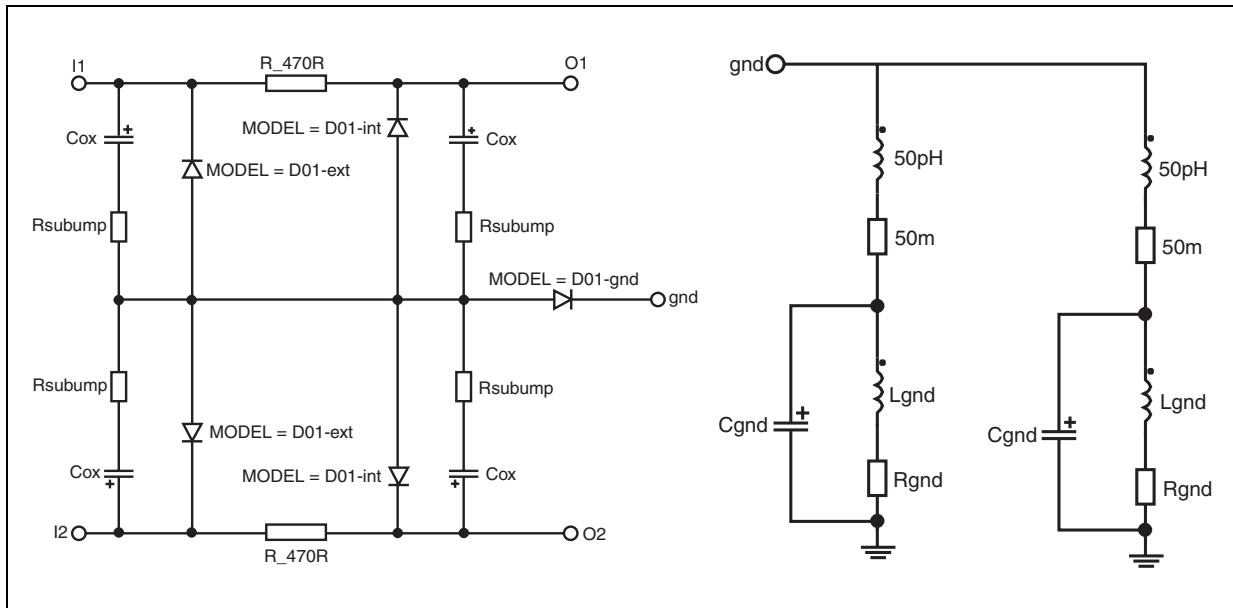 I1
R_470R
O1
Cox
+
MODEL = D01-int
+
Cox
MODEL = D01-ext
Rsubump
Rsubump
MODEL = D01-gnd
gnd
Rsubump
Rsubump
MODEL = D01-ext
Cox
+
MODEL = D01-int
+
Cox
I2
R_470R
O2
gnd
50pH
50m
Cgnd
+
Lgnd
Rgnd
50pH
50m
Cgnd
+
Lgnd
Rgnd